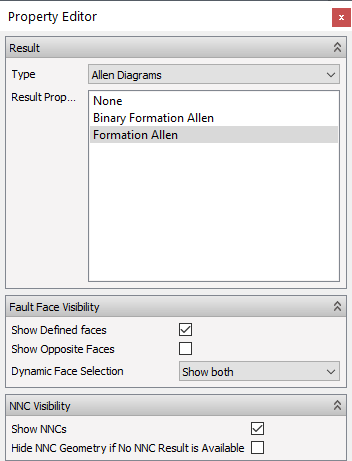 Property Editor
Result
Type Allen Diagrams
Result Prop...
None
Binary Formation Allen
Formation Allen
Fault Face Visibility
Show Defined faces
Show Opposite Faces
Dynamic Face Selection Show both
NNC Visibility
Show NNCs
Hide NNC Geometry if No NNC Result is Available